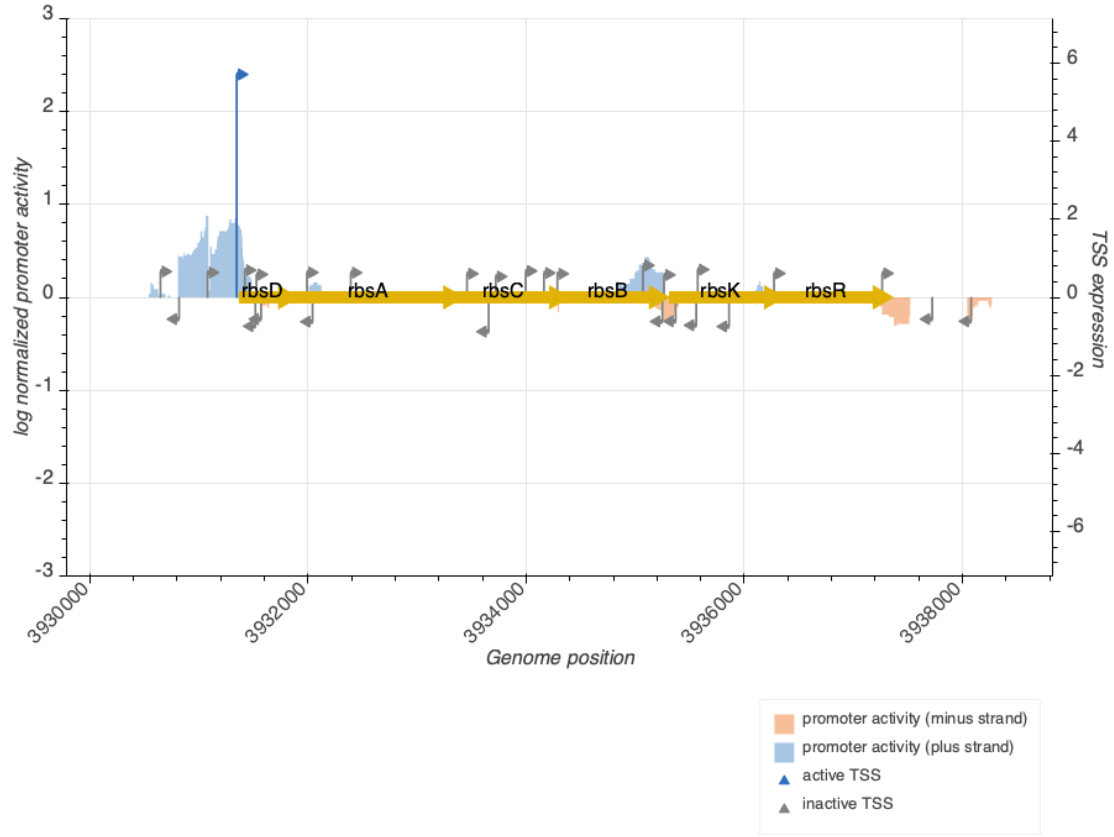 3
2
1
0
-1
-2
-3
log normalized promoter activity
6
4
2
0
-2
-4
-6
TSS expression
rbsD
rbsA
rbsC
rbsB
rbsK
rbsR
3930000
3932000
3934000
3936000
3938000
Genome position
promoter activity (minus strand)
promoter activity (plus strand)
active TSS
inactive TSS